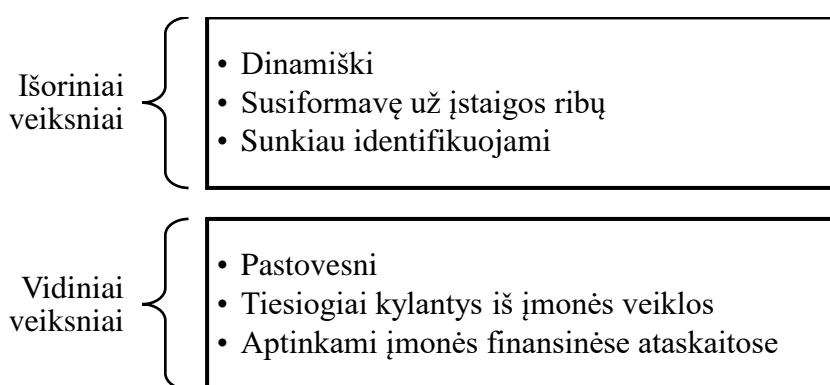 Išoriniai
veiksniai
• Dinamiški
• Susiformavę už įstaigos ribų
• Sunkiau identifikuojami
Vidiniai
veiksniai
• Pastovesni
• Tiesiogiai kylantys iš įmonės veiklos
• Aptinkami įmonės finansinėse ataskaitose